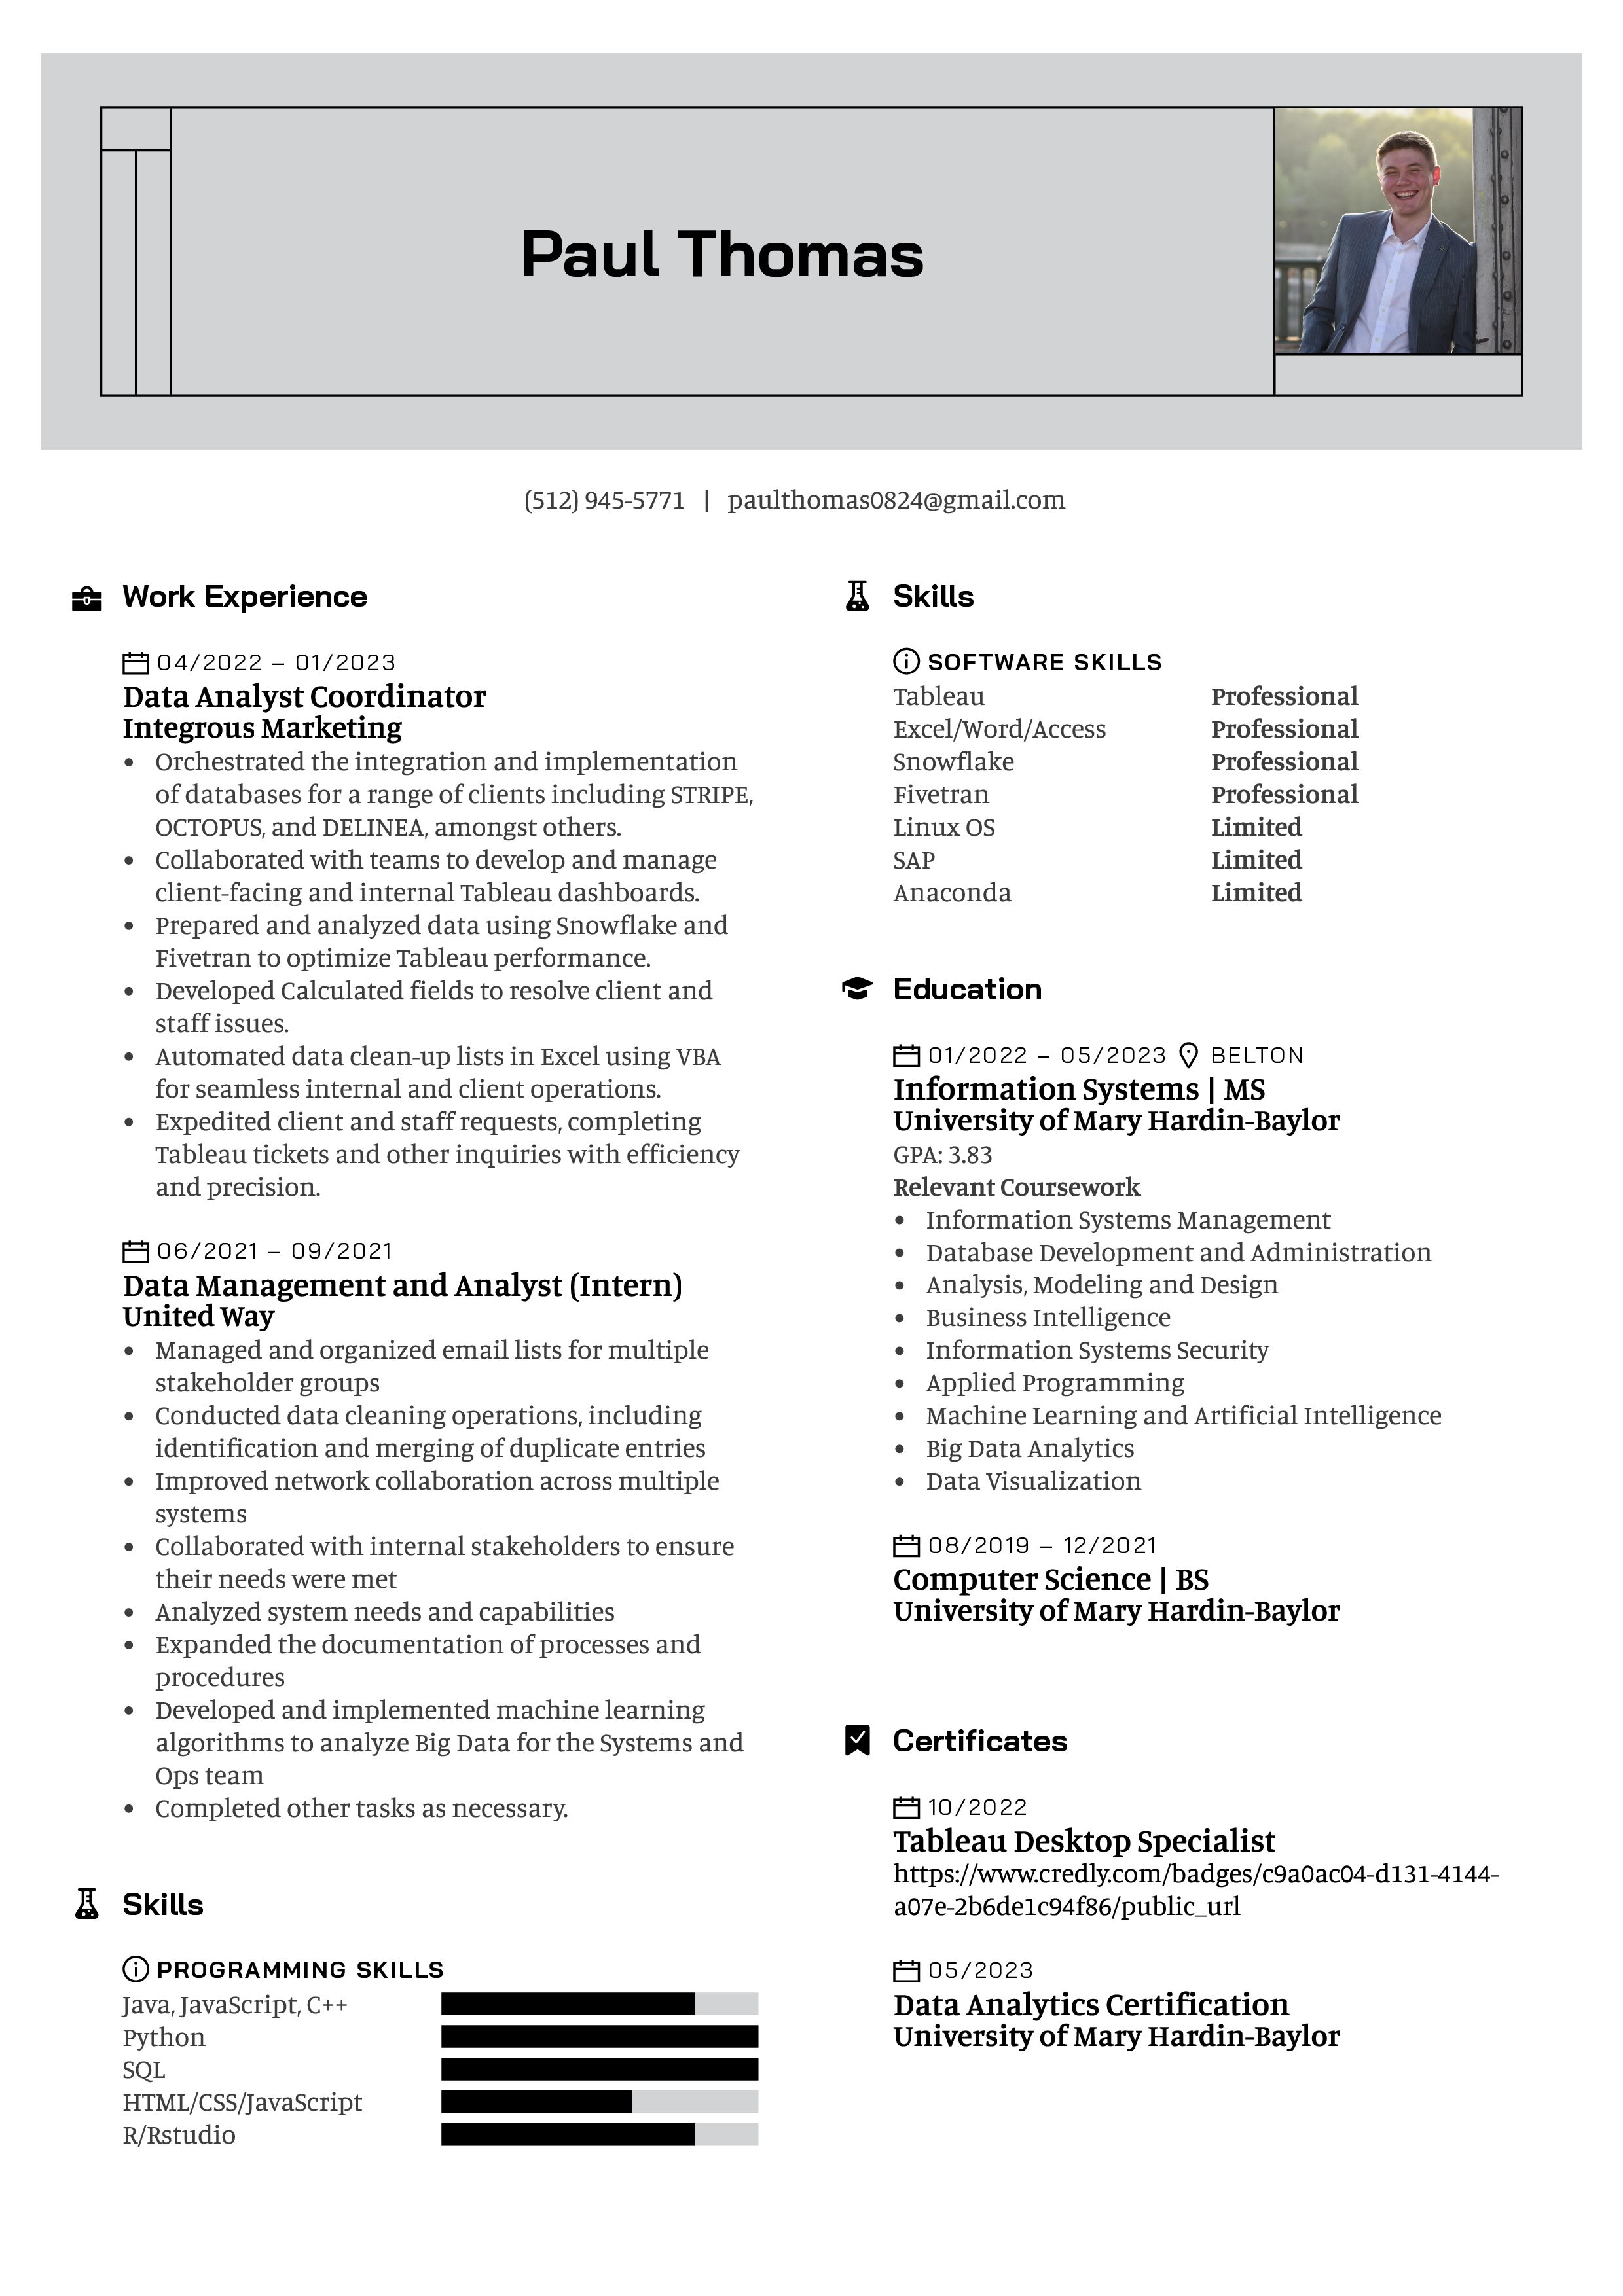 Paul Thomas
(512) 945-5771 | paulthomas0824@gmail.com
Work Experience
04/2022 – 01/2023
Data Analyst Coordinator
Integrous Marketing
• Orchestrated the integration and implementation
of databases for a range of clients including STRIPE,
OCTOPUS, and DELINEA, amongst others.
• Collaborated with teams to develop and manage
client-facing and internal Tableau dashboards.
• Prepared and analyzed data using Snowflake and
Fivetran to optimize Tableau performance.
• Developed Calculated fields to resolve client and
staff issues.
• Automated data clean-up lists in Excel using VBA
for seamless internal and client operations.
• Expedited client and staff requests, completing
Tableau tickets and other inquiries with efficiency
and precision.
06/2021 – 09/2021
Data Management and Analyst (Intern)
United Way
• Managed and organized email lists for multiple
stakeholder groups
• Conducted data cleaning operations, including
identification and merging of duplicate entries
• Improved network collaboration across multiple
systems
• Collaborated with internal stakeholders to ensure
their needs were met
• Analyzed system needs and capabilities
• Expanded the documentation of processes and
procedures
• Developed and implemented machine learning
algorithms to analyze Big Data for the Systems and
Ops team
• Completed other tasks as necessary.
Skills
PROGRAMMING SKILLS
Java, JavaScript, C++
Python
SQL
HTML/CSS/JavaScript
R/Rstudio
Skills
SOFTWARE SKILLS
Tableau Professional
Excel/Word/Access Professional
Snowflake Professional
Fivetran Professional
Linux OS Limited
SAP Limited
Anaconda Limited
Education
01/2022 – 05/2023 BELTON
Information Systems | MS
University of Mary Hardin-Baylor
GPA: 3.83
Relevant Coursework
• Information Systems Management
• Database Development and Administration
• Analysis, Modeling and Design
• Business Intelligence
• Information Systems Security
• Applied Programming
• Machine Learning and Artificial Intelligence
• Big Data Analytics
• Data Visualization
08/2019 – 12/2021
Computer Science | BS
University of Mary Hardin-Baylor
Certificates
10/2022
Tableau Desktop Specialist
https://www.credly.com/badges/c9a0ac04-d131-4144-
a07e-2b6de1c94f86/public_url
05/2023
Data Analytics Certification
University of Mary Hardin-Baylor